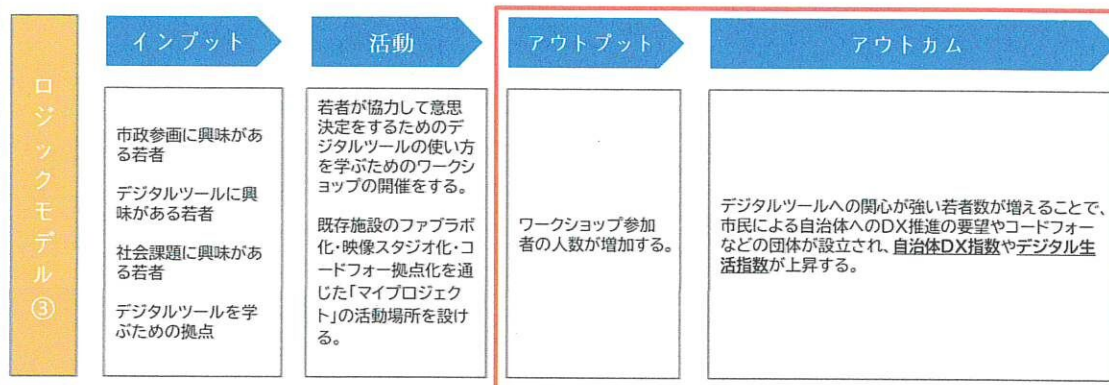 ロジックモデル③
インプット
市政参画に興味があ
る若者
デジタルツールに興
味がある若者
社会課題に興味があ
る若者
デジタルツールを学
ぶための拠点
活動
若者が協力して意思
決定をするためのデ
ジタルツールの使い方
を学ぶためのワークシ
ョップの開催をする。
既存施設のファブラボ
化・映像スタジオ化・コ
ードフォー拠点化を通
じた「マイプロジェク
ト」の活動場所を設け
る。
アウトプット
ワークショップ参加
者の人数が増加する。
アウトカム
デジタルツールへの関心が強い若者数が増えることで、
市民による自治体へのDX推進の要望やコードフォー
などの団体が設立され、自治体DX指数やデジタル生
活指数が上昇する。